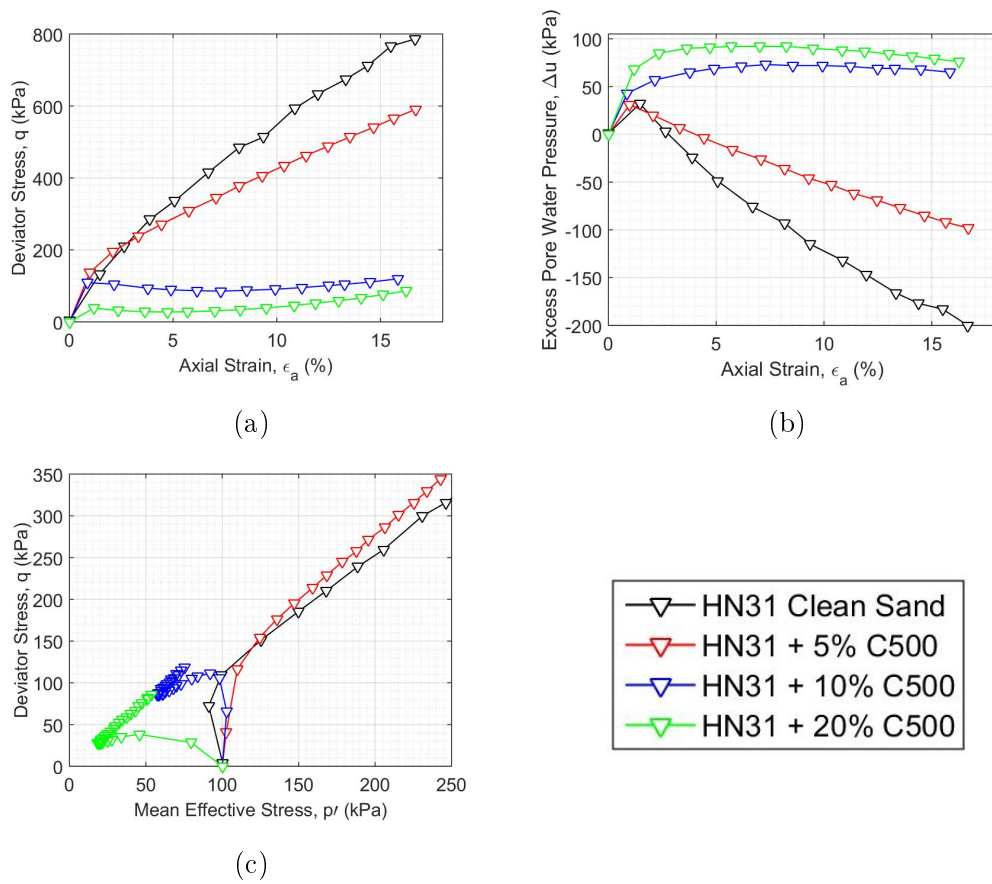 800
600
400
200
0
Deviator Stress, q (kPa)
0 5 10 15
Axial Strain, ϵa (%)
(a)
100
50
0
-50
-100
-150
-200
Excess Pore Water Pressure, Δu (kPa)
0 5 10 15
Axial Strain, ϵa (%)
(b)
350
300
250
200
150
100
50
0
Deviator Stress, q (kPa)
0 50 100 150 200 250
Mean Effective Stress, p′ (kPa)
(c)
HN31 Clean Sand
HN31 + 5% C500
HN31 + 10% C500
HN31 + 20% C500